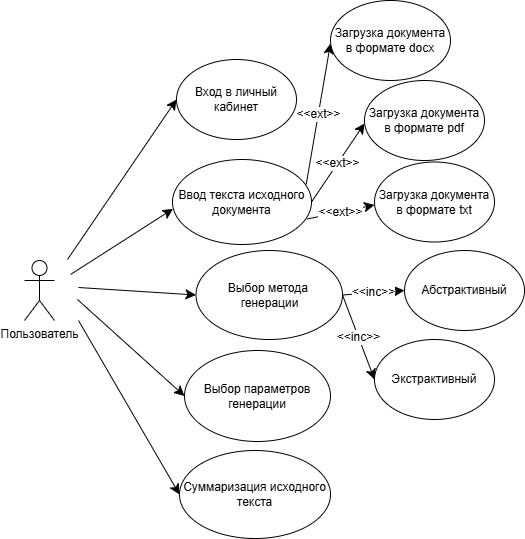 Загрузка документа
в формате docx
Вход в личный
кабинет
<<ext>>
Загрузка документа
в формате pdf
<<ext>>
Ввод текста исходного
документа
Загрузка документа
в формате txt
<<ext>>
Выбор метода
генерации
<<inc>>
Абстрактивный
Пользователь
<<inc>>
Экстрактивный
Выбор параметров
генерации
Суммаризация исходного
текста